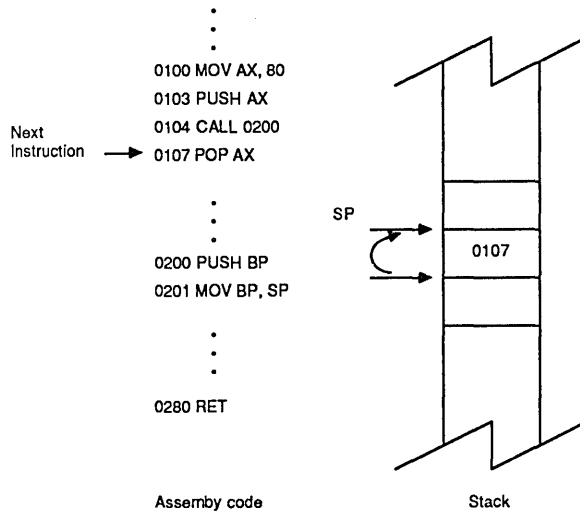 0100 MOV AX, 80
0103 PUSH AX
0104 CALL 0200
Next
Instruction
0107 POP AX
SP
0107
0200 PUSH BP
0201 MOV BP, SP
0280 RET
Assemby code
Stack